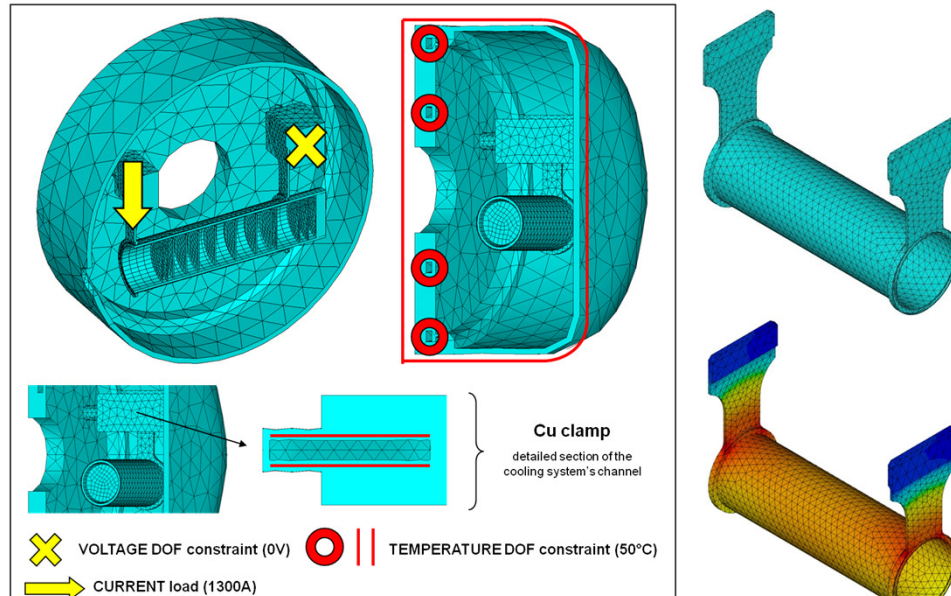 Cu clamp
detailed section of the
cooling system's channel
VOLTAGE DOF constraint (0V)
TEMPERATURE DOF constraint (50°C)
CURRENT load (1300A)